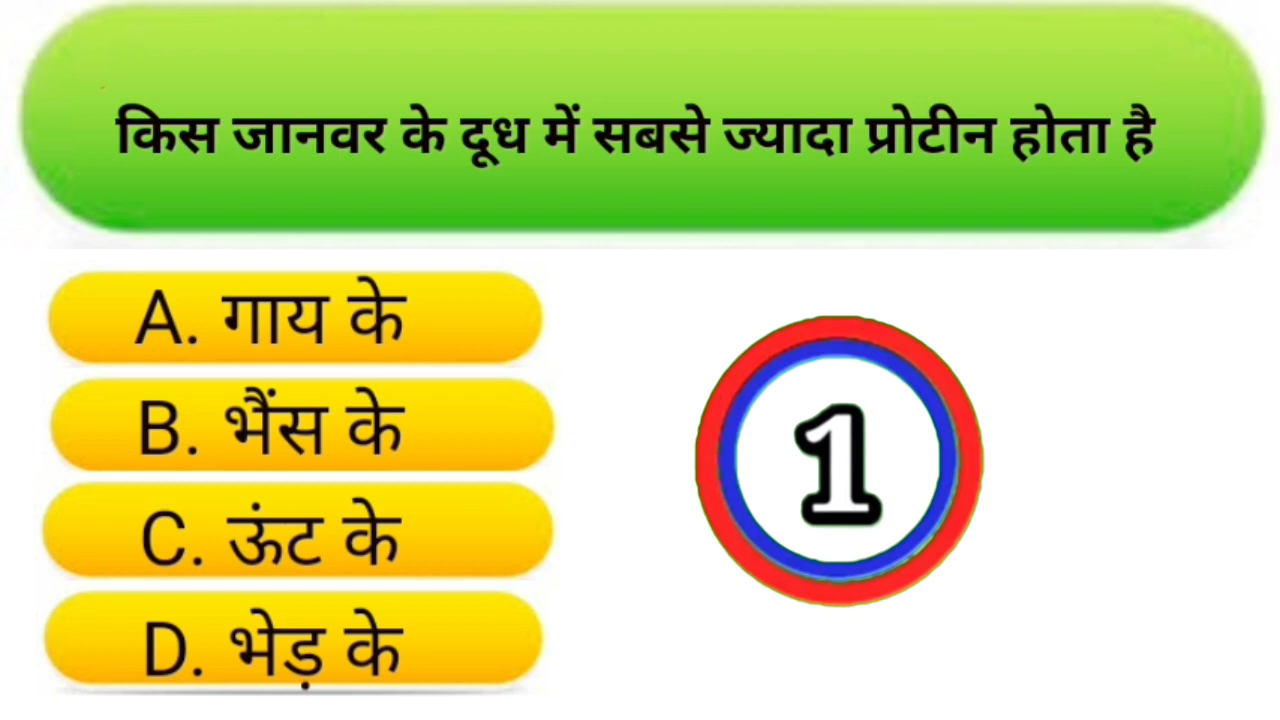 किस जानवर के दूध में सबसे ज्यादा प्रोटीन होता है
A. गाय के
B. भैंस के
C. ऊंट के
D. भेड़ के
1